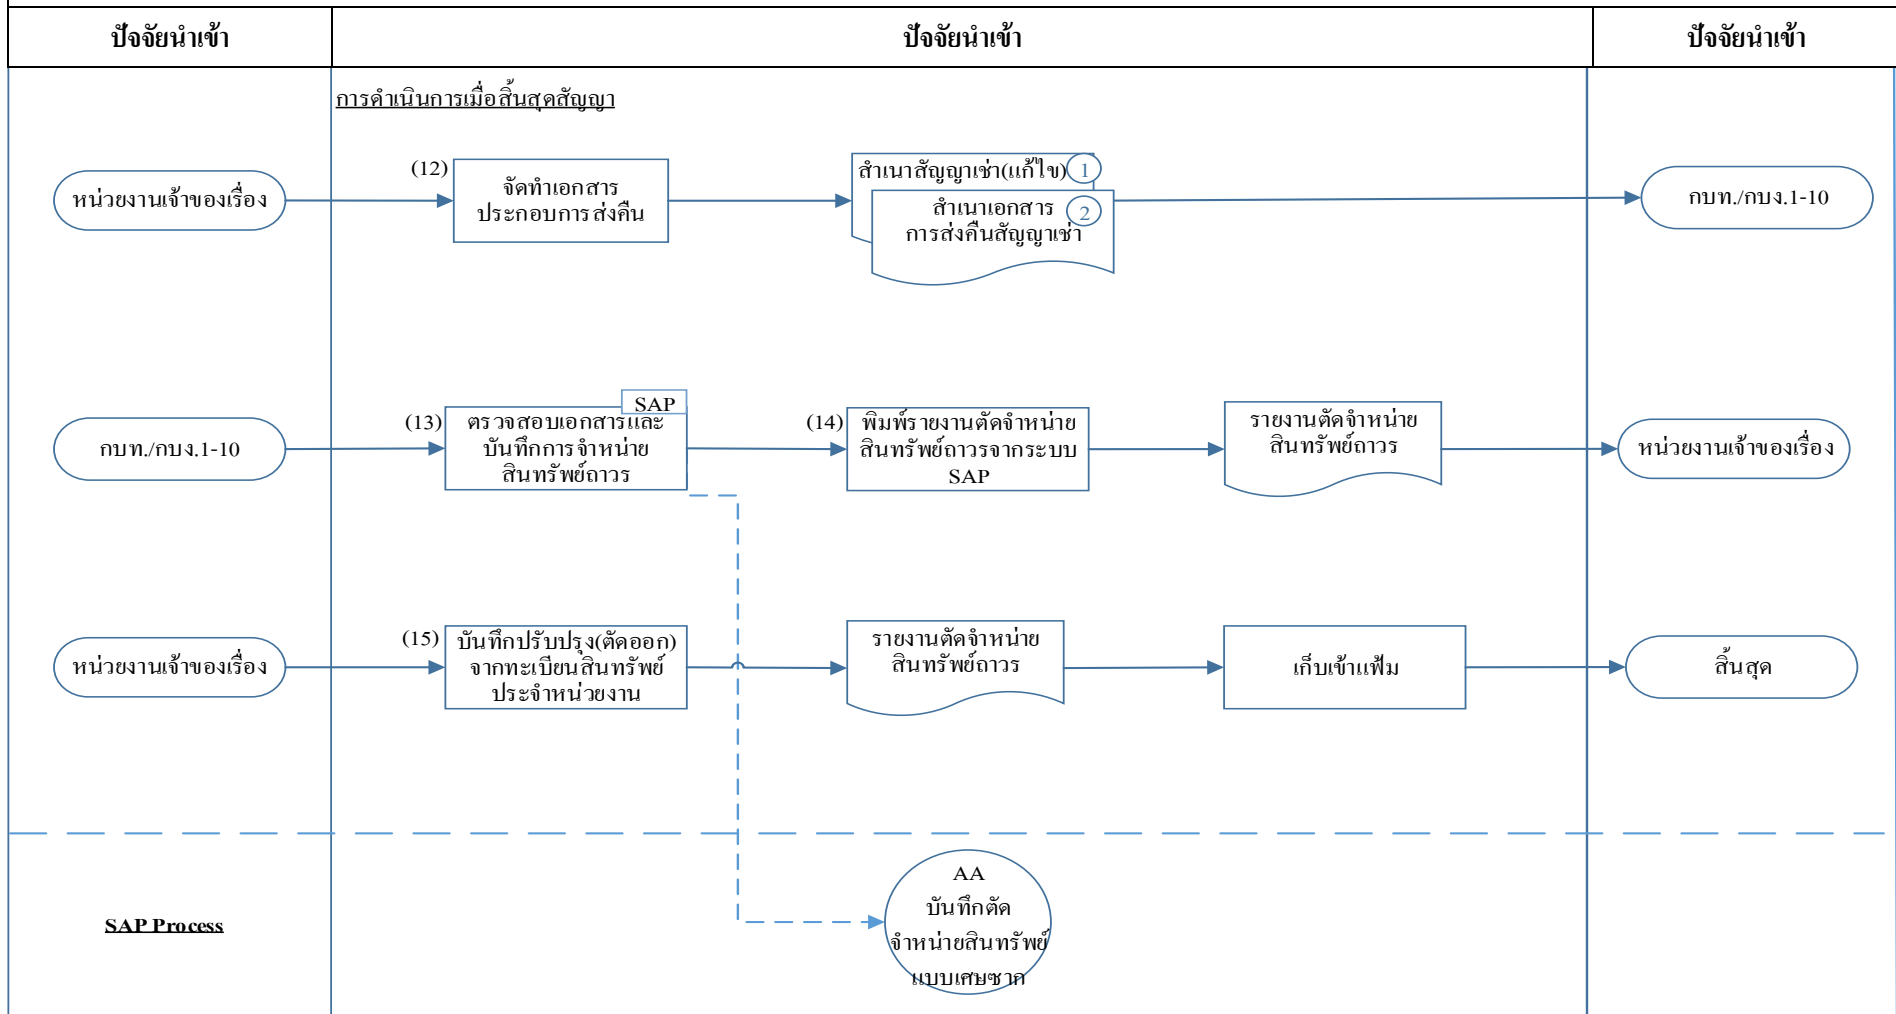 ปัจจัยนำเข้า
ปัจจัยนำเข้า
ปัจจัยนำเข้า
การดำเนินการเมื่อสิ้นสุดสัญญา
หน่วยงานเจ้าของเรื่อง
(12)
จัดทำเอกสาร
ประกอบการส่งคืน
สำเนาสัญญาเช่า(แก้ไข)
1
สำเนาเอกสาร
การส่งคืนสัญญาเช่า
2
กบท./กบง.1-10
กบท./กบง.1-10
(13)
SAP
ตรวจสอบเอกสารและ
บันทึกการจำหน่าย
สินทรัพย์ถาวร
(14)
พิมพ์รายงานตัดจำหน่าย
สินทรัพย์ถาวรจากระบบ
SAP
รายงานตัดจำหน่าย
สินทรัพย์ถาวร
หน่วยงานเจ้าของเรื่อง
หน่วยงานเจ้าของเรื่อง
(15)
บันทึกปรับปรุง(ตัดออก)
จากทะเบียนสินทรัพย์
ประจำหน่วยงาน
รายงานตัดจำหน่าย
สินทรัพย์ถาวร
เก็บเข้าแฟ้ม
สิ้นสุด
SAP Process
AA
บันทึกตัด
จำหน่ายสินทรัพย์
แบบเศษซาก